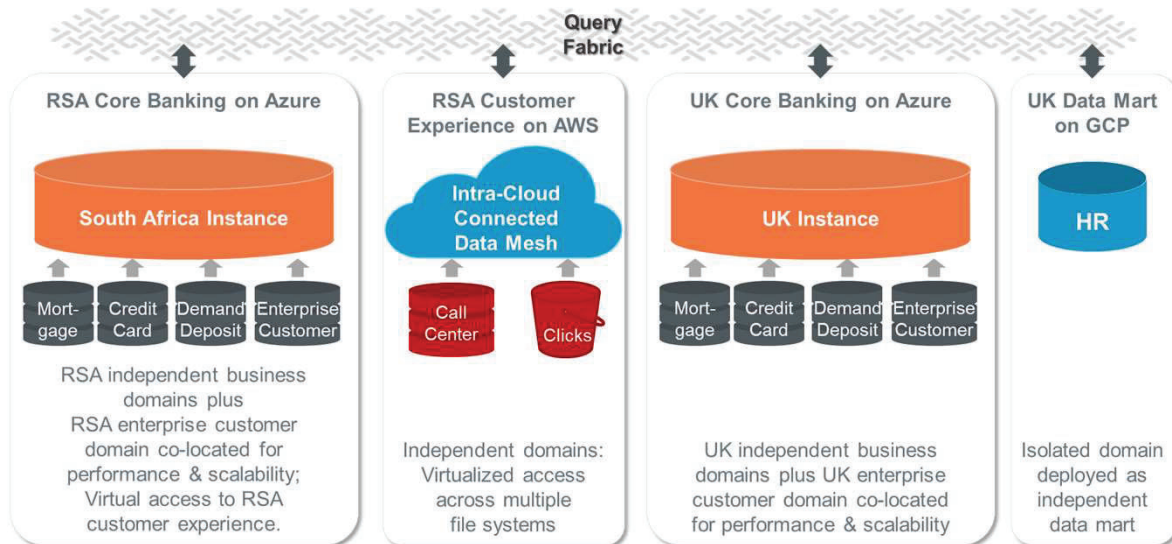 Query
Fabric
RSA Core Banking on Azure
South Africa Instance
Mort-
gage
Credit
Card
Demand
Deposit
Enterprise
Customer
RSA independent business
domains plus
RSA enterprise customer
domain co-located for
performance & scalability;
Virtual access to RSA
customer experience.
RSA Customer
Experience on AWS
Intra-Cloud
Connected
Data Mesh
Call
Center
Clicks
Independent domains:
Virtualized access
across multiple
file systems
UK Core Banking on Azure
UK Instance
Mort-
gage
Credit
Card
Demand
Deposit
Enterprise
Customer
UK independent business
domains plus UK enterprise
customer domain co-located
for performance & scalability
UK Data Mart
on GCP
HR
Isolated domain
deployed as
independent
data mart